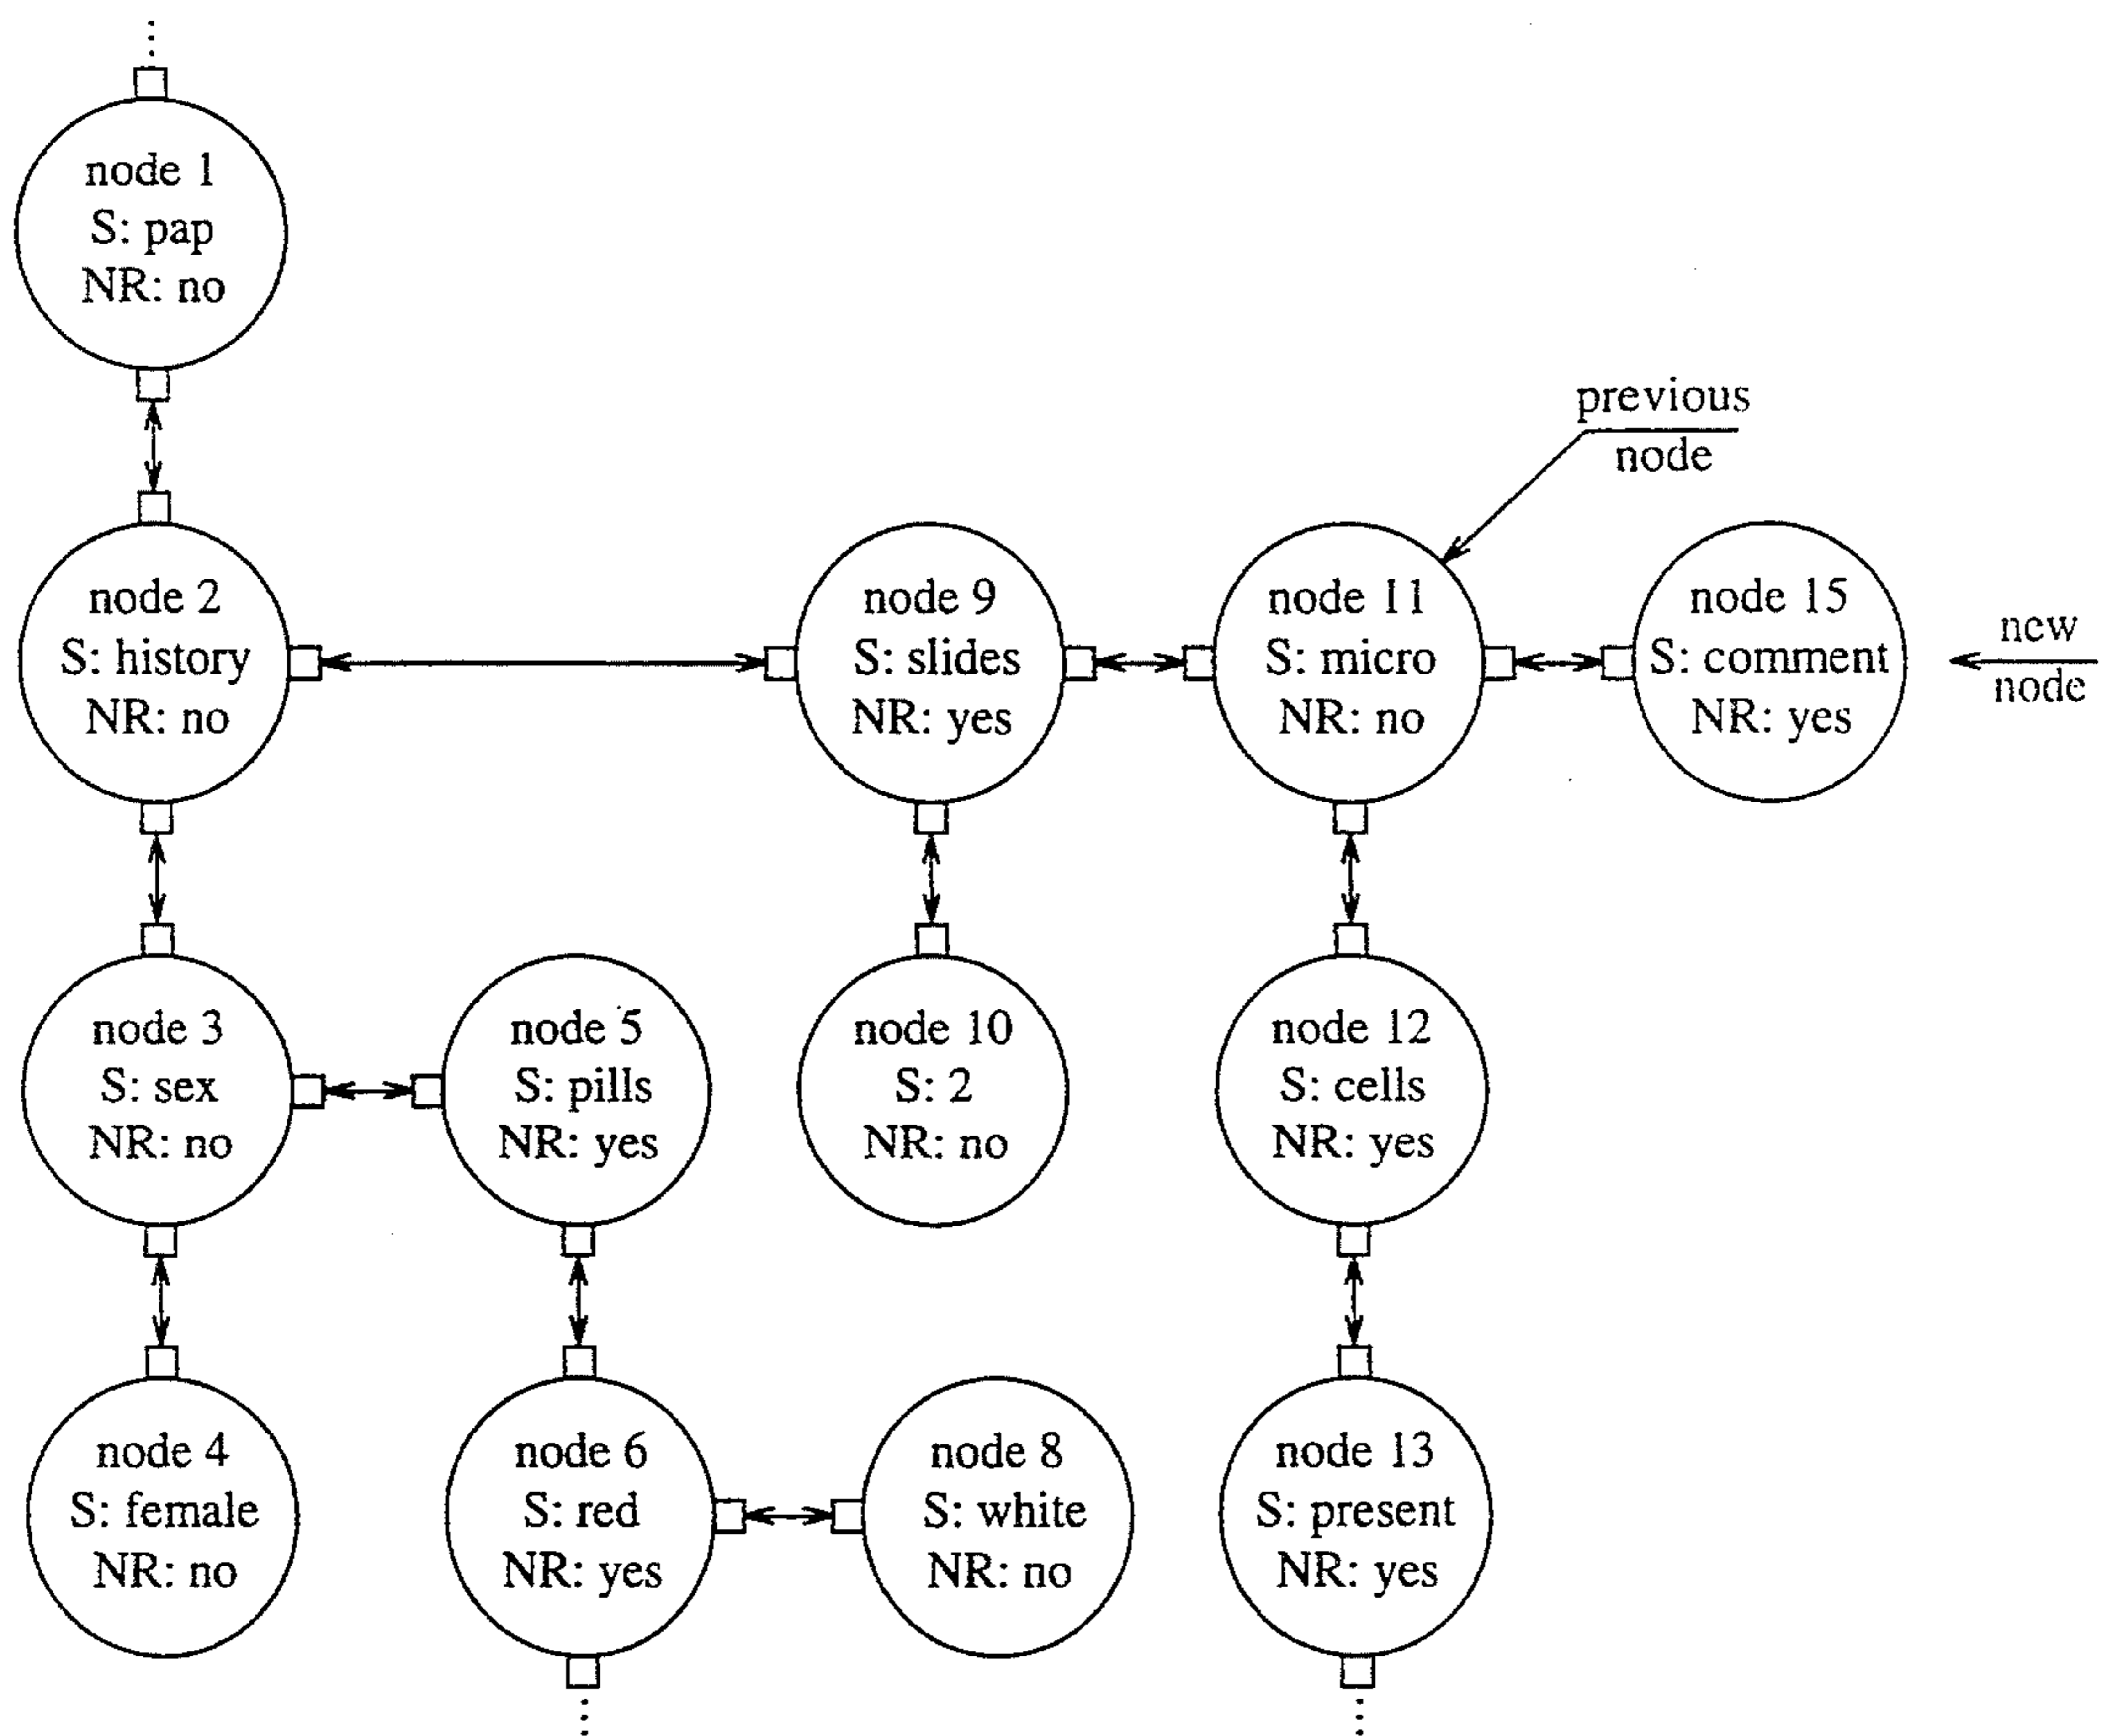 node 1
S: pap
NR: no
previous
node
node 2
S: history
NR: no
node 9
S: slides
NR: yes
node 11
S: micro
NR: no
node 15
S: comment
NR: yes
new
node
node 3
S: sex
NR: no
node 5
S: pills
NR: yes
node 10
S: 2
NR: no
node 12
S: cells
NR: yes
node 4
S: female
NR: no
node 6
S: red
NR: yes
node 8
S: white
NR: no
node 13
S: present
NR: yes